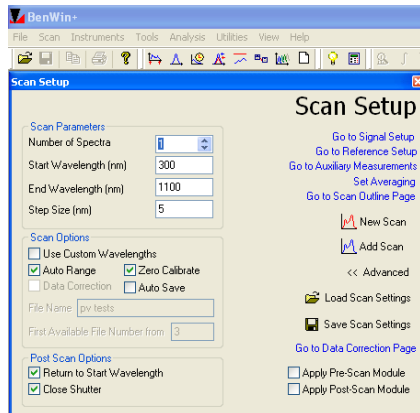 BenWin+
File Scan Instruments Tools Analysis Utilities View Help
Scan Setup
Scan Setup
Scan Parameters
Number of Spectra 1
Start Wavelength (nm) 300
End Wavelength (nm) 1100
Step Size (nm) 5
Go to Signal Setup
Go to Reference Setup
Go to Auxiliary Measurements
Set Averaging
Go to Scan Outline Page
New Scan
Add Scan
<< Advanced
Load Scan Settings
Save Scan Settings
Go to Data Correction Page
Apply Pre-Scan Module
Apply Post-Scan Module
Scan Options
Use Custom Wavelengths
Auto Range Zero Calibrate
Data Correction Auto Save
File Name pv tests
First Available File Number from 3
Post Scan Options
Return to Start Wavelength
Close Shutter